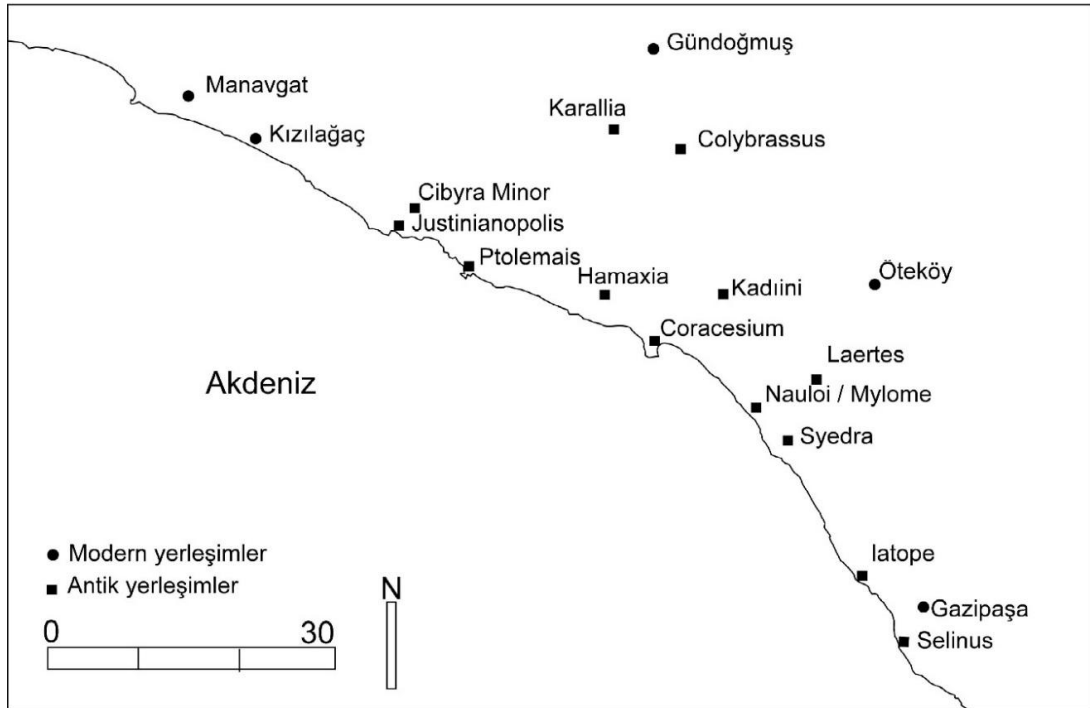 Gündoğmuş
Manavgat
Karallia
Kızılağaç
Colybrassus
Cibyra Minor
Justinianopolis
Ptolemais
Hamaxia
Kadıini
Öteköy
Coracesium
Laertes
Akdeniz
Nauloi / Mylome
Syedra
Modern yerleşimler
Iatope
Antik yerleşimler
N
Gazipaşa
0 30
Selinus